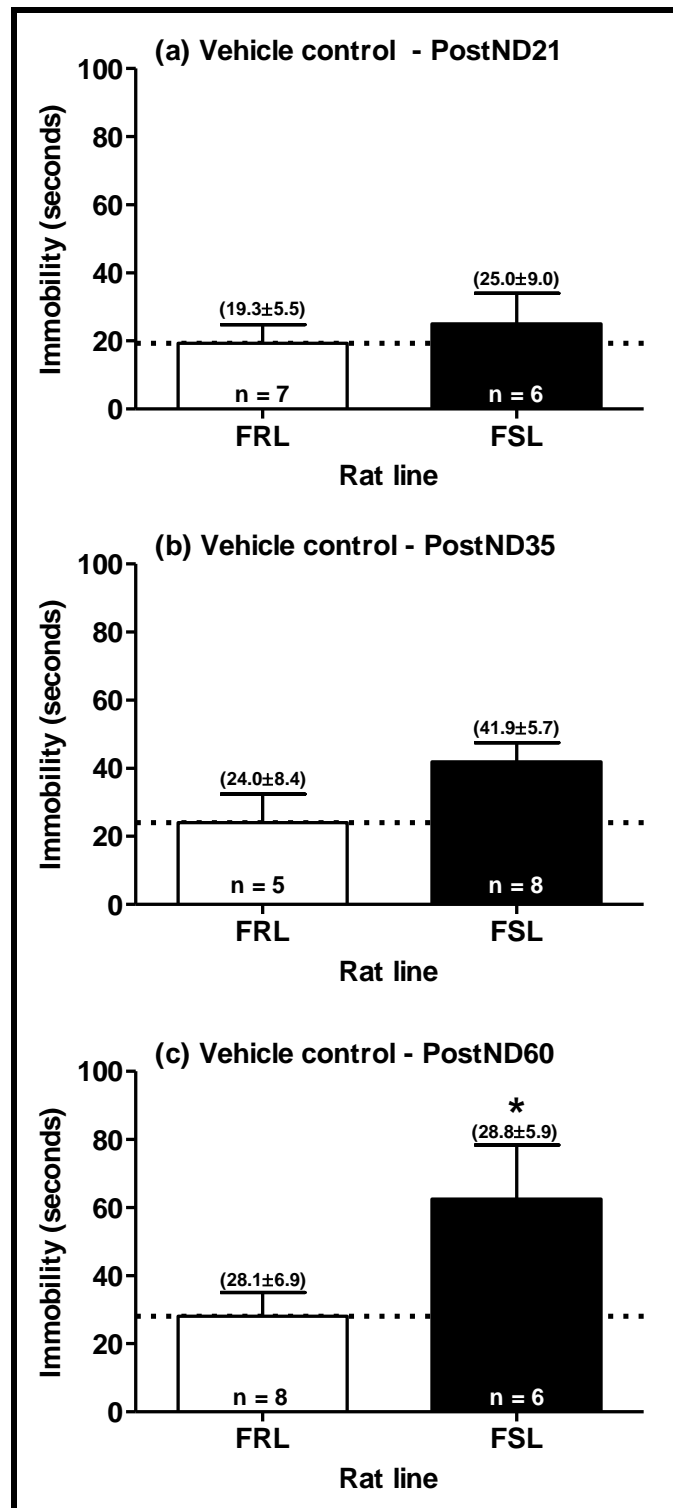 (a) Vehicle control - PostND21
Immobility (seconds)
100
80
60
40
20
0
(19.3±5.5)
(25.0±9.0)
n = 7
n = 6
FRL
FSL
Rat line
(b) Vehicle control - PostND35
Immobility (seconds)
100
80
60
40
20
0
(24.0±8.4)
(41.9±5.7)
n = 5
n = 8
FRL
FSL
Rat line
(c) Vehicle control - PostND60
Immobility (seconds)
100
80
60
40
20
0
*
(28.8±5.9)
(28.1±6.9)
n = 8
n = 6
FRL
FSL
Rat line